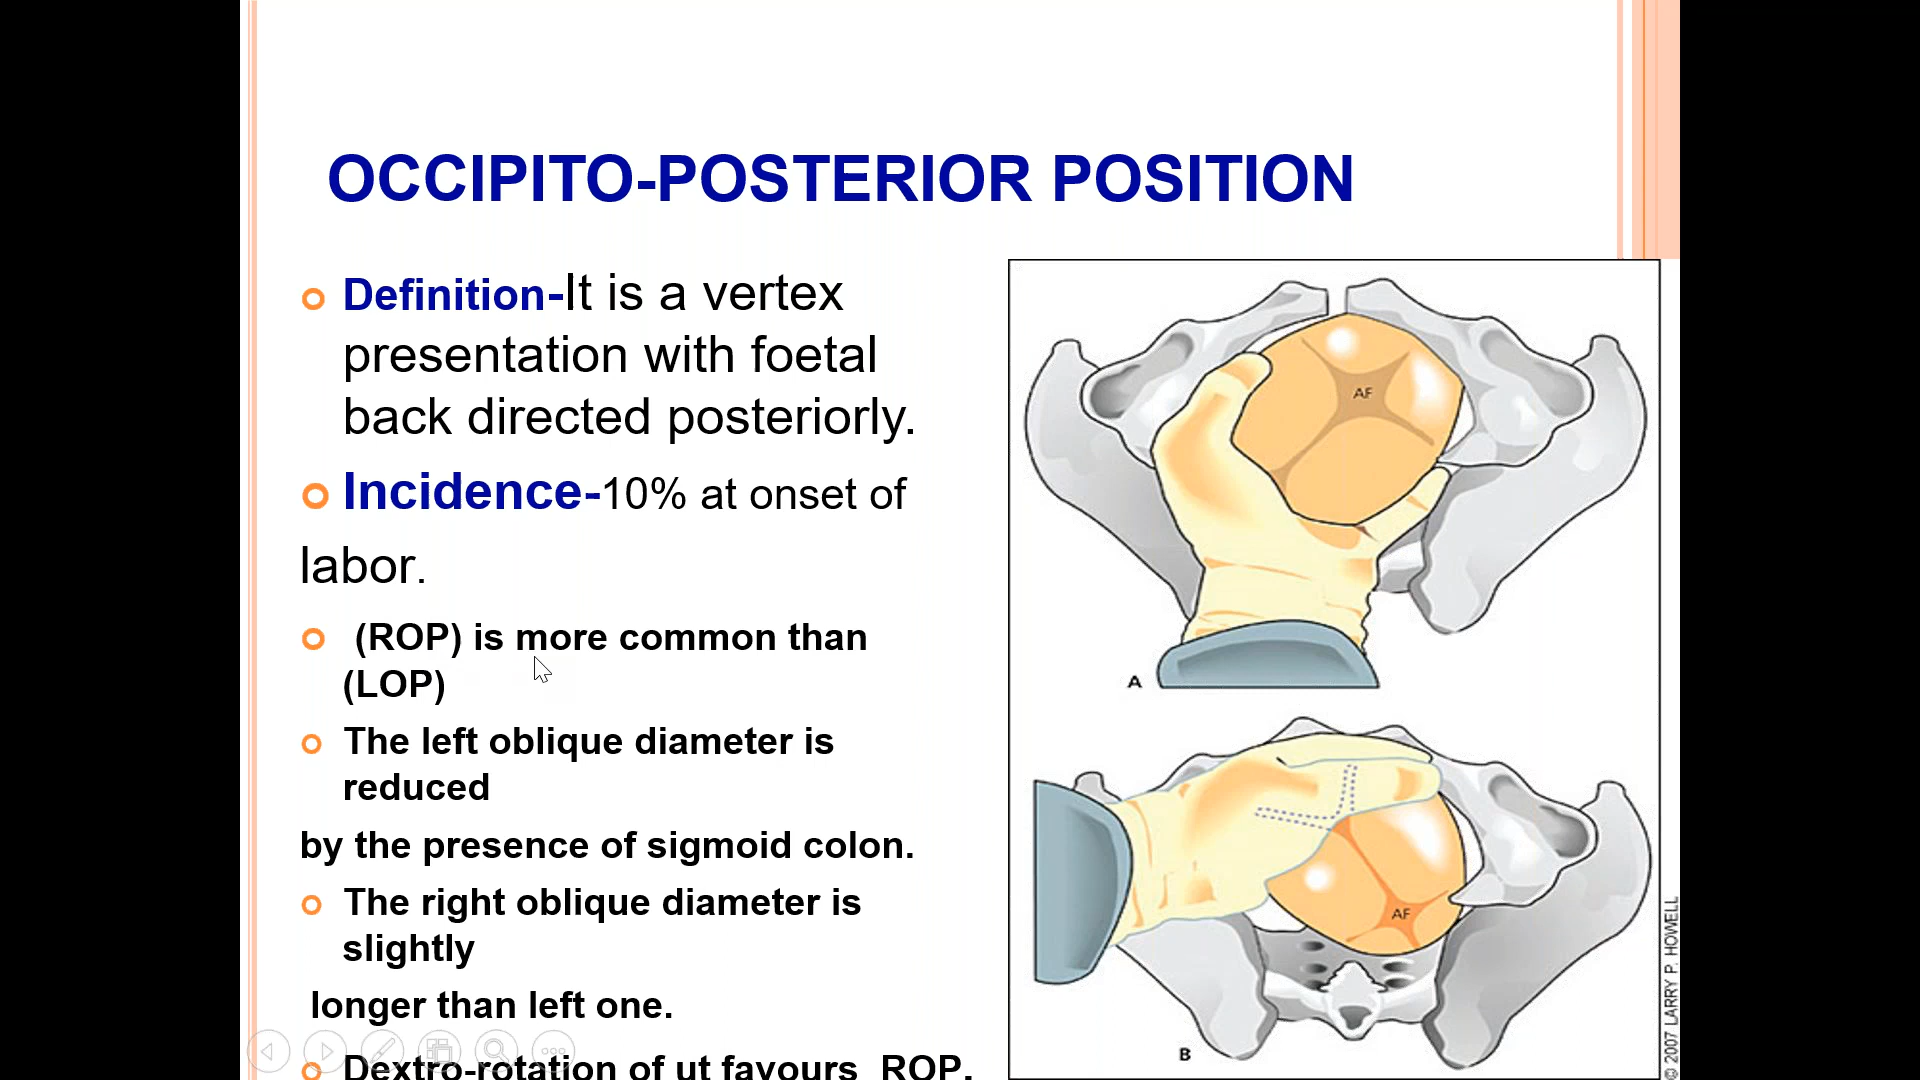 OCCIPITO-POSTERIOR POSITION
Definition-It is a vertex
presentation with foetal
back directed posteriorly.
Incidence-10% at onset of
labor.
(ROP) is more common than
(LOP)
The left oblique diameter is
reduced
by the presence of sigmoid colon.
The right oblique diameter is
slightly
longer than left one.
Dextro-rotation of ut favours ROP.
AF
A
AF
B
© 2007 LARRY P. HOWELL